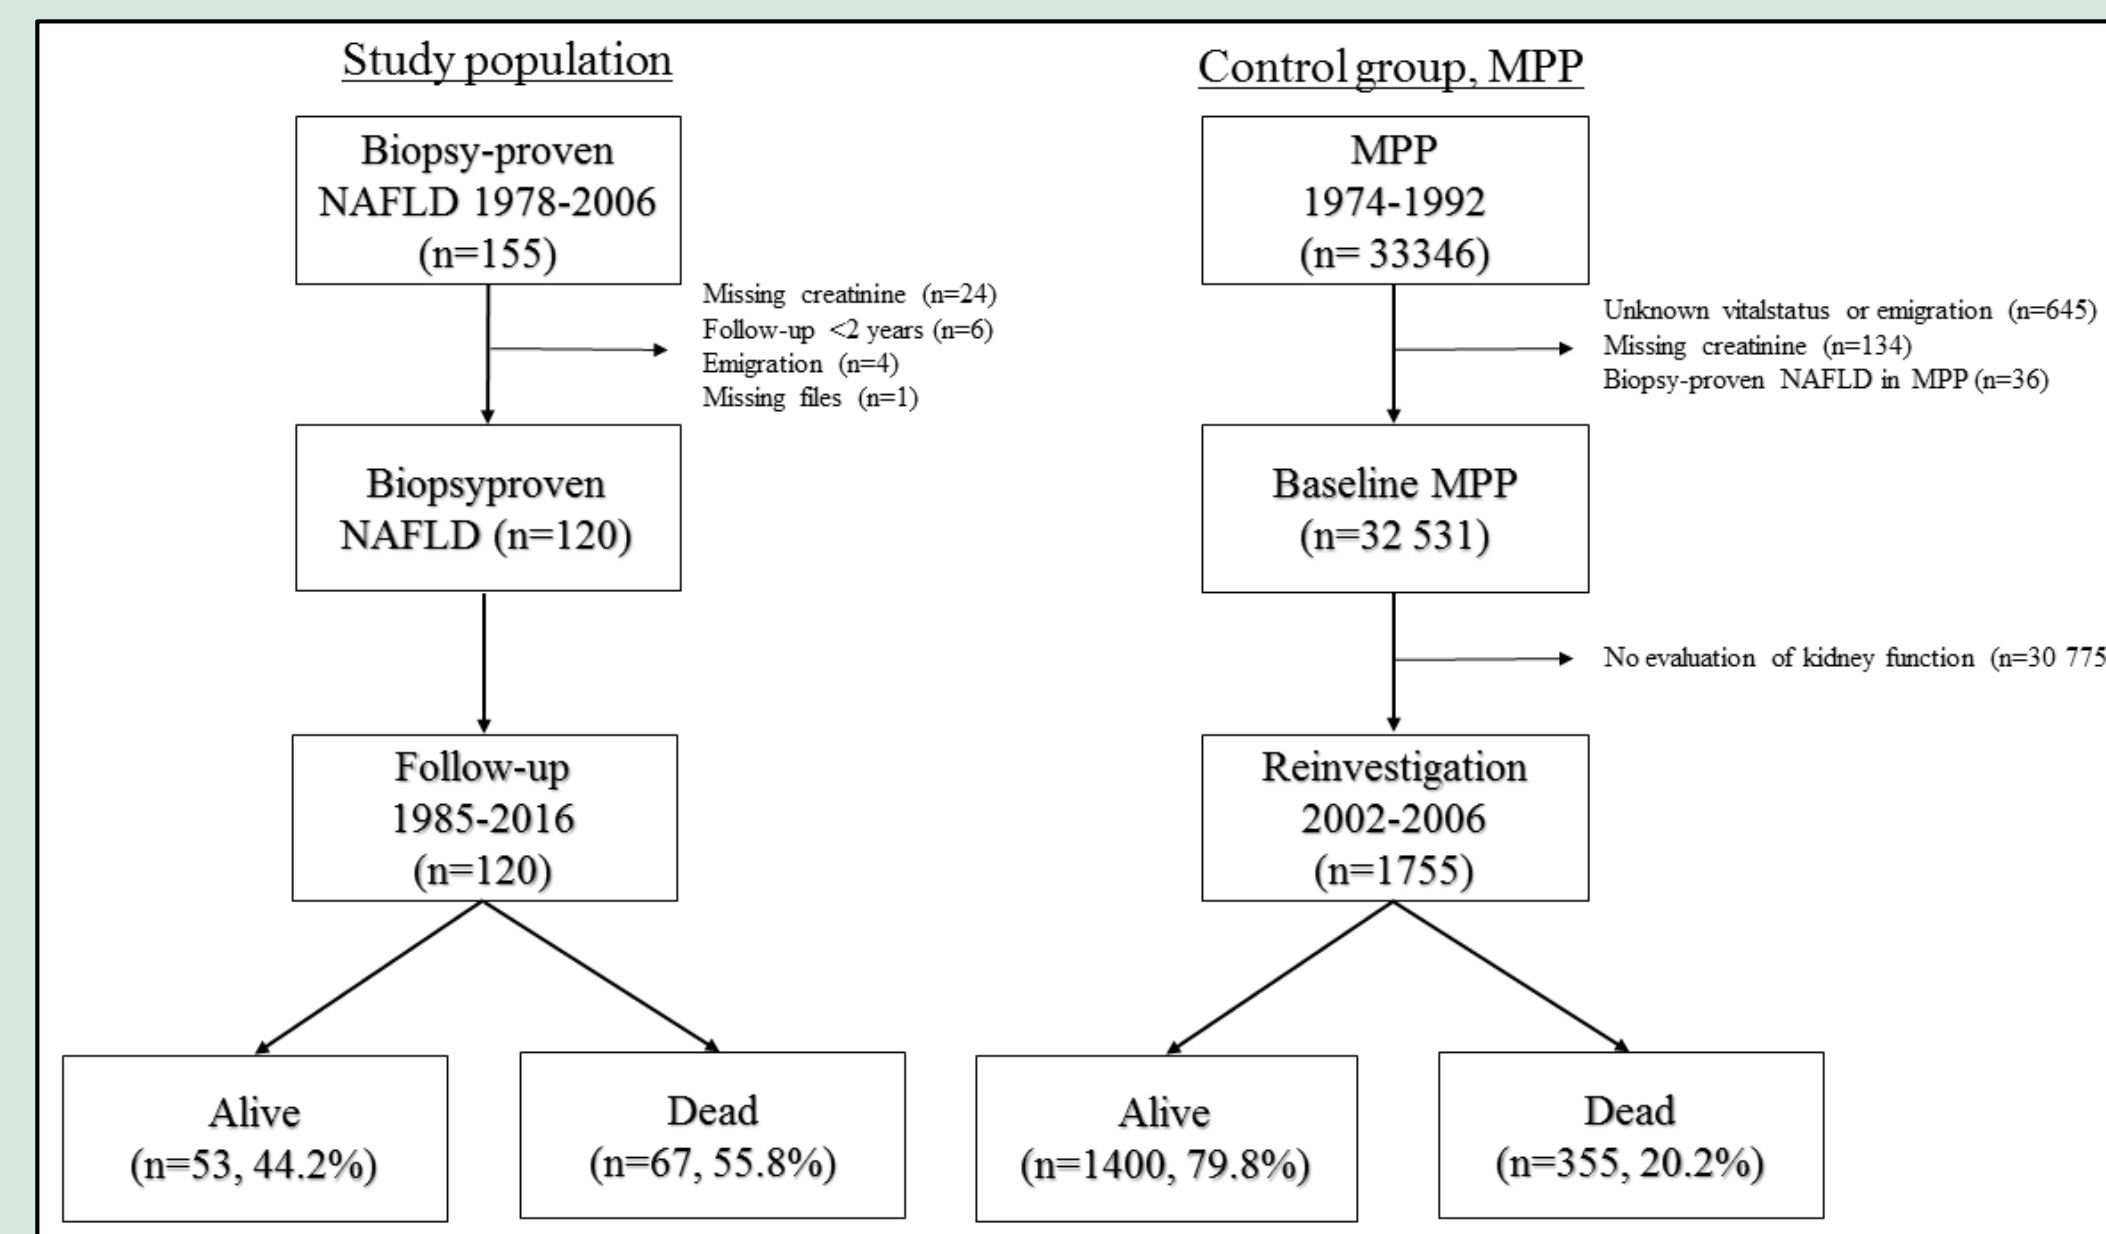 Study population
Biopsy-proven
NAFLD 1978-2006
(n=155)
Missing creatinine (n=24)
Follow-up <2 years (n=6)
Emigration (n=4)
Missing files (n=1)
Biopsyproven
NAFLD (n=120)
Follow-up
1985-2016
(n=120)
Alive
(n=53, 44.2%)
Dead
(n=67, 55.8%)
Control group, MPP
MPP
1974-1992
(n= 33346)
Unknown vitalstatus or emigration (n=645)
Missing creatinine (n=134)
Biopsy-proven NAFLD in MPP (n=36)
Baseline MPP
(n=32 531)
No evaluation of kidney function (n=30 775
Reinvestigation
2002-2006
(n=1755)
Alive
(n=1400, 79.8%)
Dead
(n=355, 20.2%)